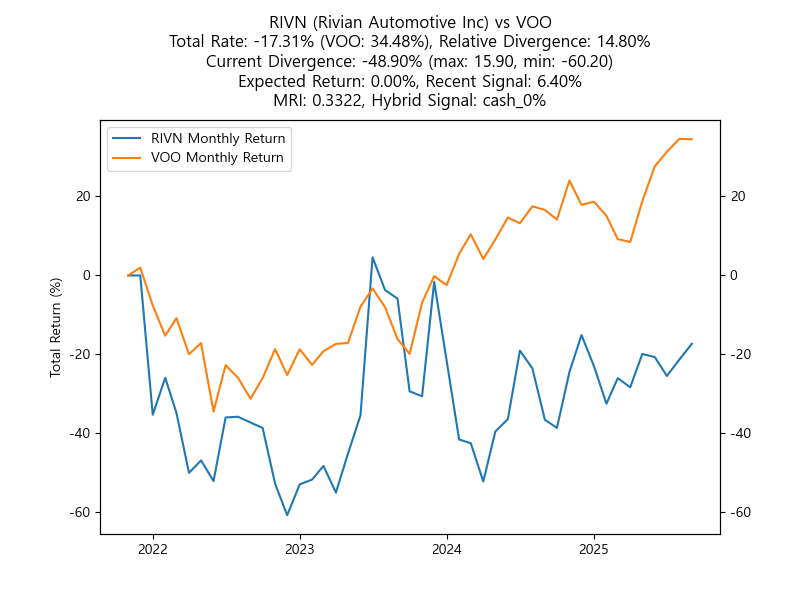 RIVN (Rivian Automotive Inc) vs VOO
Total Rate: -17.31% (VOO: 34.48%), Relative Divergence: 14.80%
Current Divergence: -48.90% (max: 15.90, min: -60.20)
Expected Return: 0.00%, Recent Signal: 6.40%
MRI: 0.3322, Hybrid Signal: cash_0%
RIVN Monthly Return
VOO Monthly Return
Total Return (%)
20
0
-20
-40
-60
20
0
-20
-40
-60
2022
2023
2024
2025